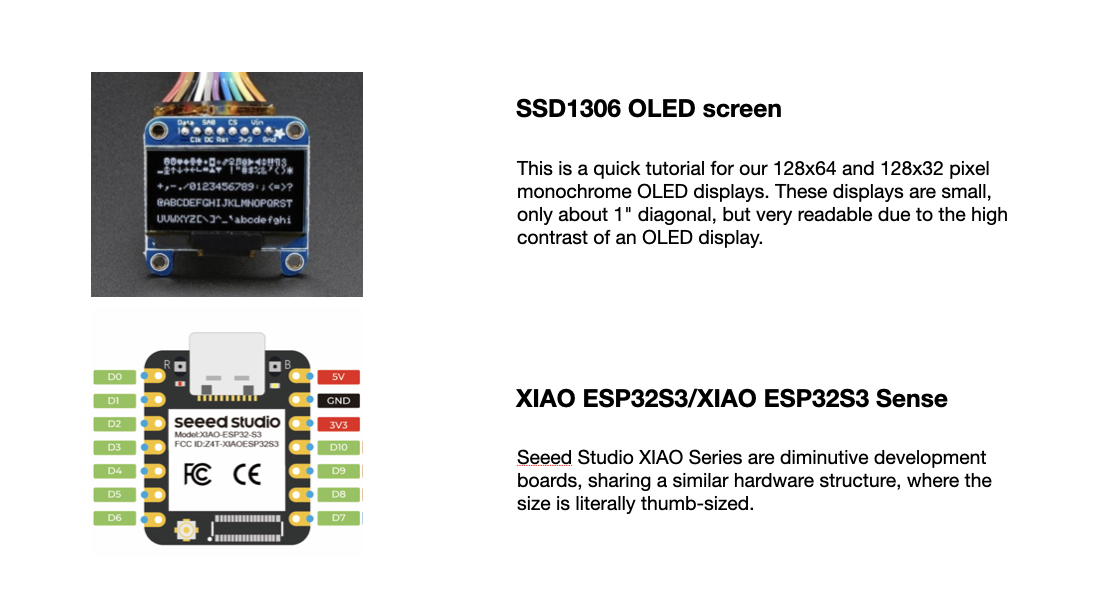 Data SA0 CS Vin
Clk DC Rst 3v3 Gnd
+,-./0123456789:;<=>?
@ABCDEFGHIJKLMNOPQRST
UVWXYZ[\]^_`abcdefghi
SSD1306 OLED screen
This is a quick tutorial for our 128x64 and 128x32 pixel
monochrome OLED displays. These displays are small,
only about 1" diagonal, but very readable due to the high
contrast of an OLED display.
R
B
D0
D1
D2
D3
D4
D5
D6
5V
GND
3V3
D10
D9
D8
D7
seeed studio
Model:XIAO-ESP32-S3
FCC ID:Z4T-XIAOESP32S3
FC CE
XIAO ESP32S3/XIAO ESP32S3 Sense
Seeed Studio XIAO Series are diminutive development
boards, sharing a similar hardware structure, where the
size is literally thumb-sized.